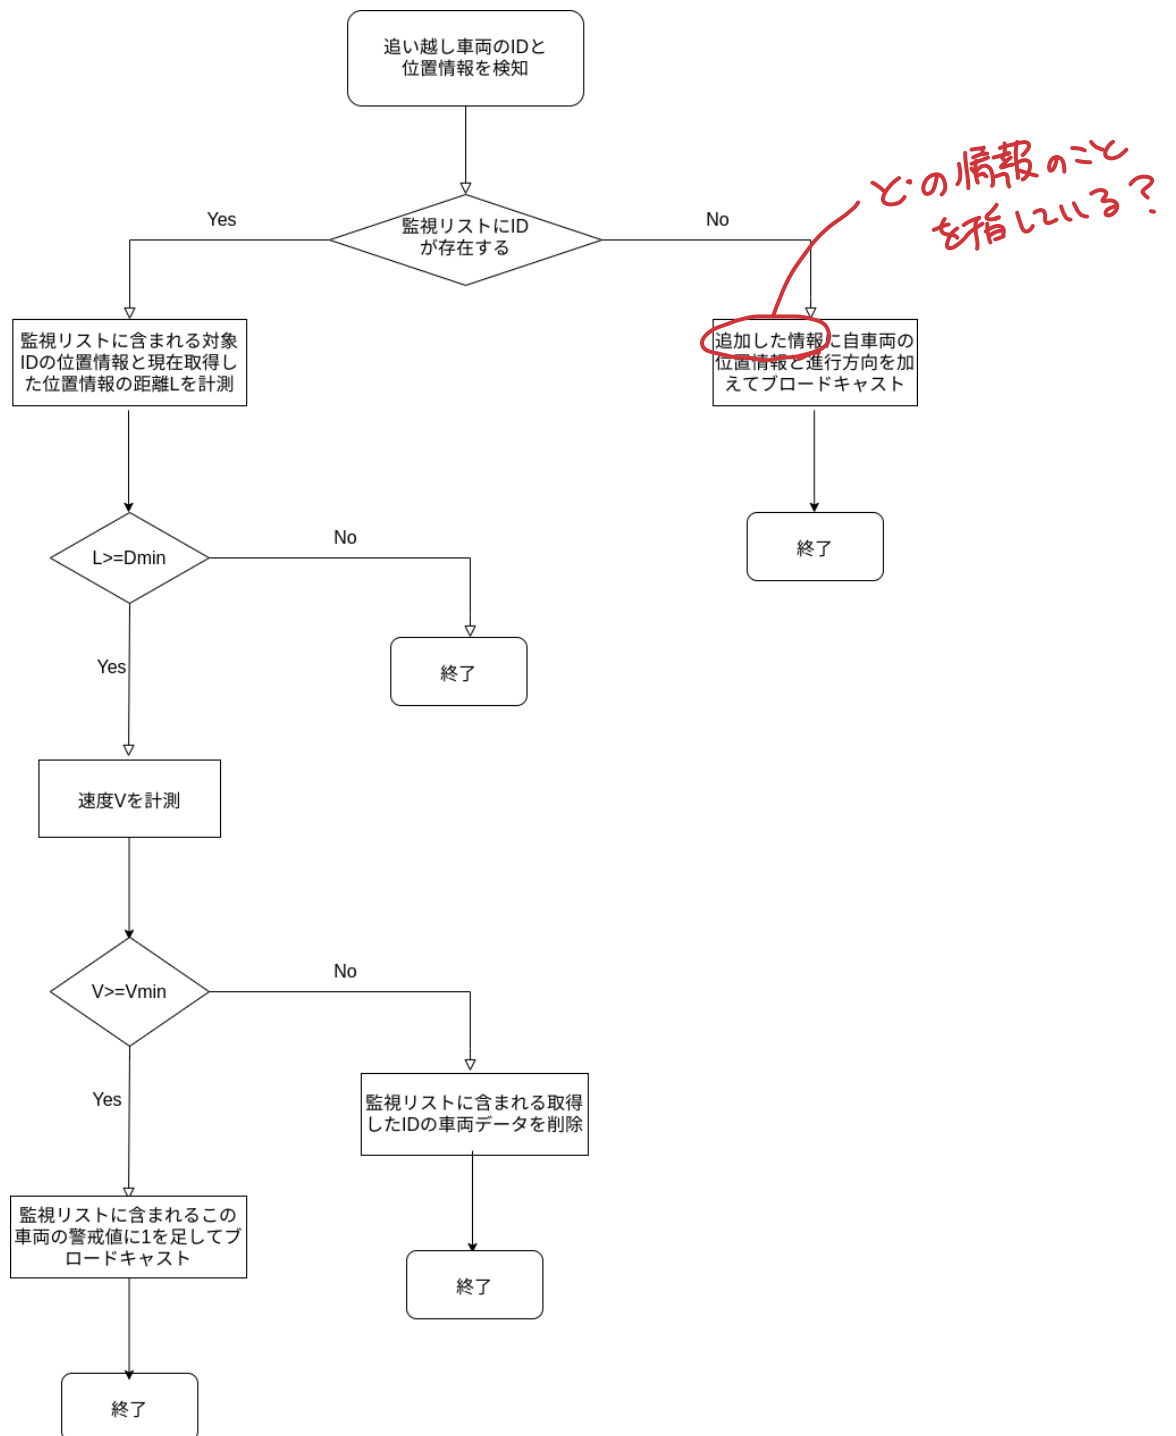 追い越し車両のIDと
位置情報を検知
どの情報のこと
を指している?
Yes
監視リストにID
が存在する
No
監視リストに含まれる対象
IDの位置情報と現在取得し
た位置情報の距離Lを計測
追加した情報に自車両の
位置情報と進行方向を加
えてブロードキャスト
L>=Dmin
No
終了
Yes
終了
速度Vを計測
V>=Vmin
No
Yes
監視リストに含まれる取得
したIDの車両データを削除
監視リストに含まれるこの
車両の警戒値に1を足してブ
ロードキャスト
終了
終了